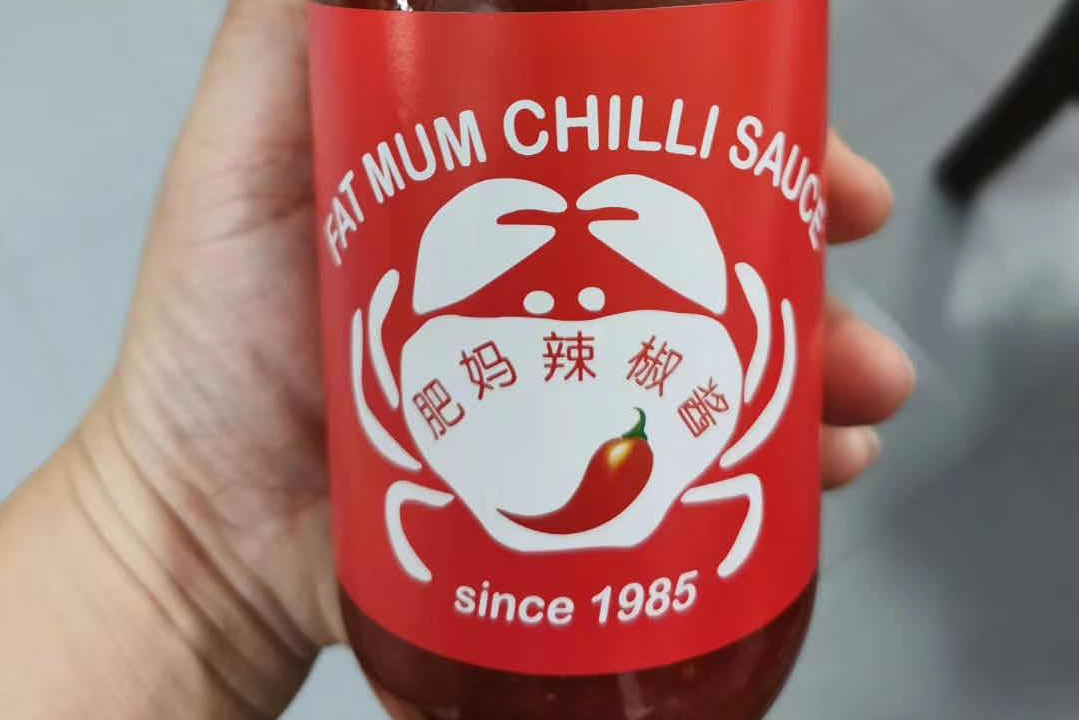 FAT MUM CHILLI SAUCE
肥妈辣椒酱
since 1985